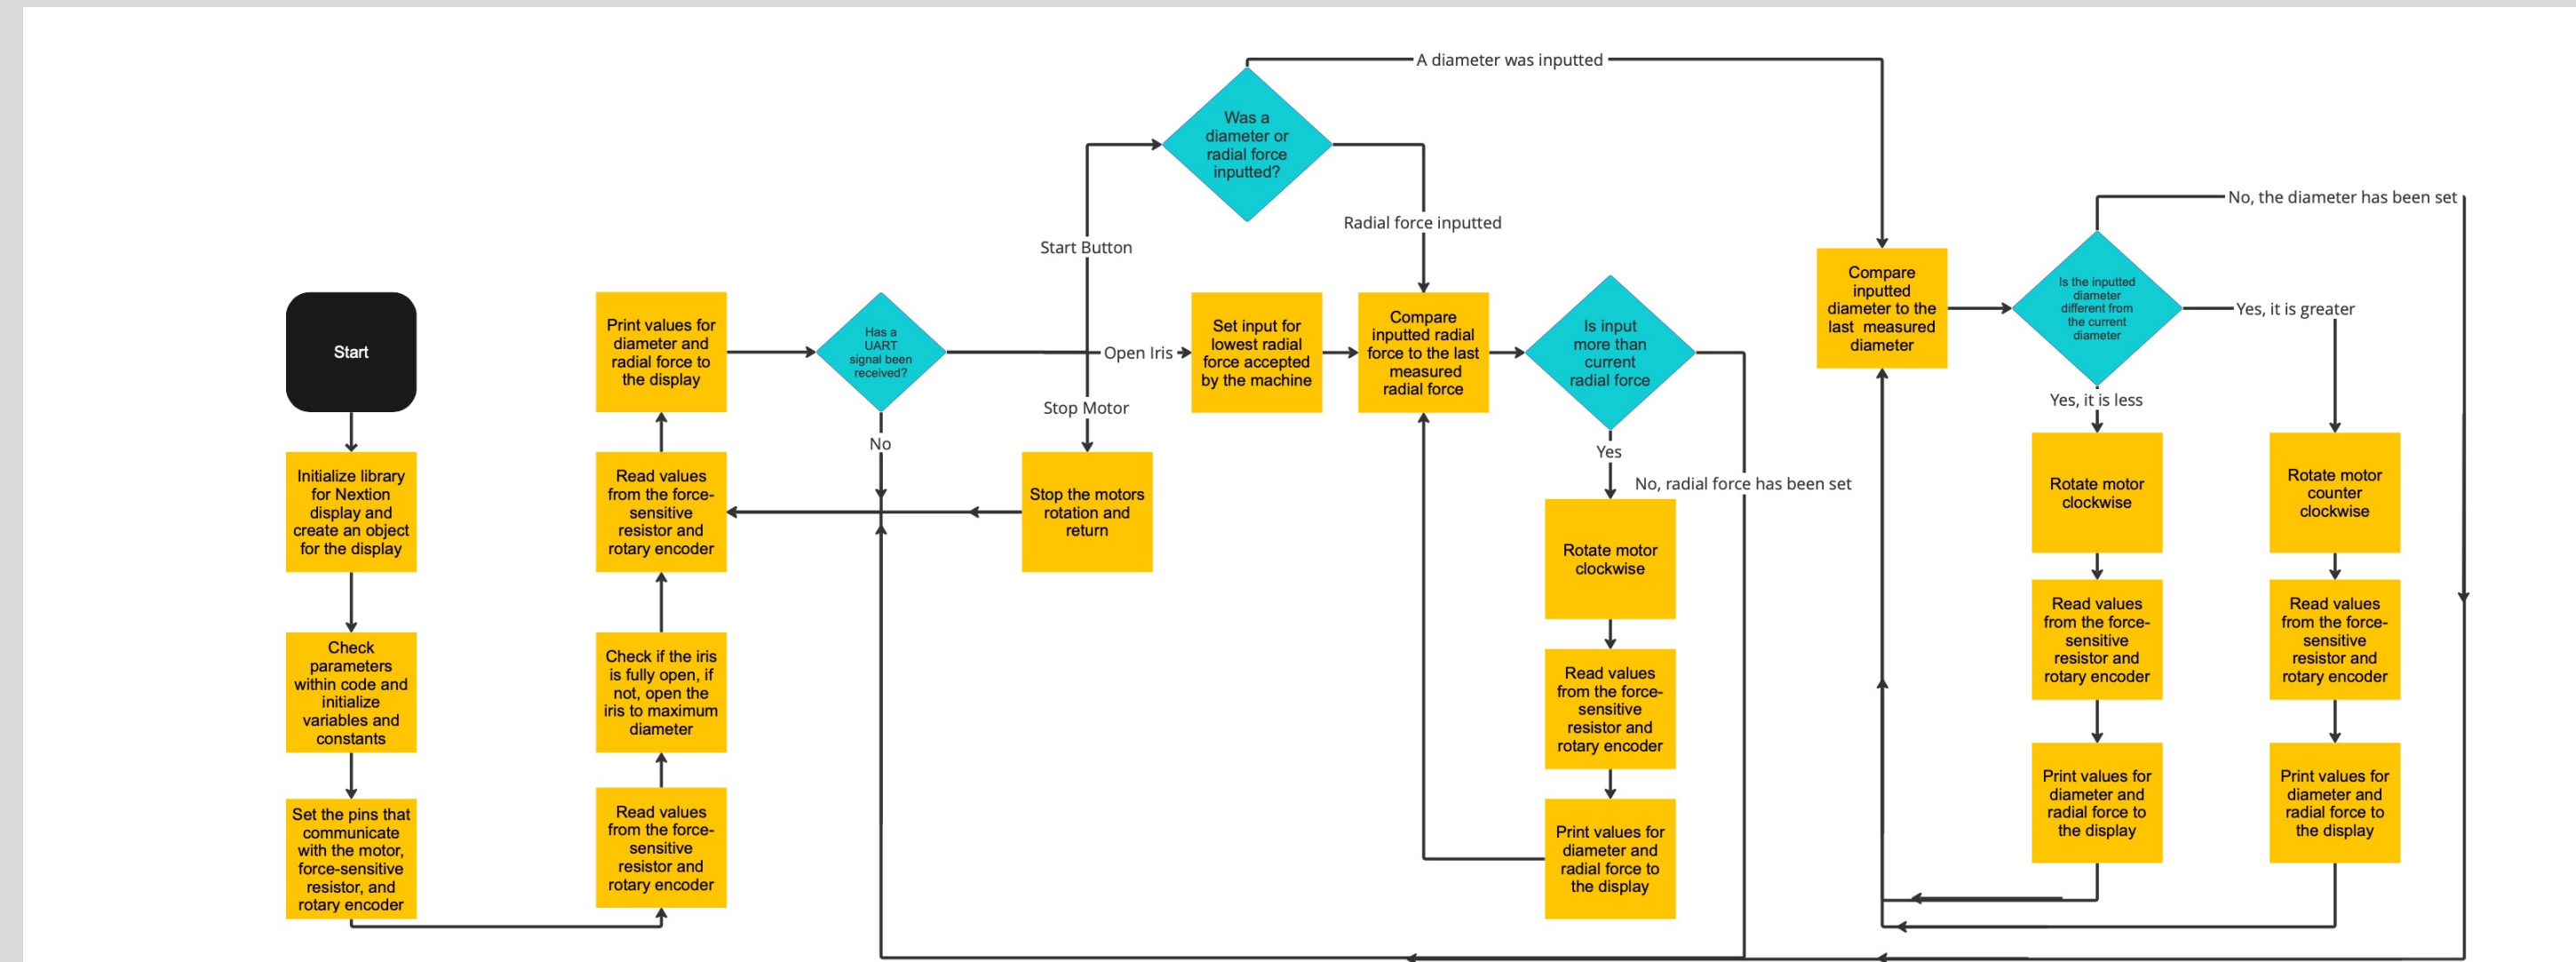 A diameter was inputted
Was a
diameter or
radial force
inputted?
No, the diameter has been set
Radial force inputted
Start Button
Start
Print values for
diameter and
radial force to
the display
Has a
UART
signal been
received?
Open Iris
Set input for
lowest radial
force accepted
by the machine
Compare
inputted radial
force to the last
measured
radial force
Is input
more than
current
radial force
Compare
inputted
diameter to the
last measured
diameter
Is the inputted
diameter
different from
the current
diameter
Yes, it is greater
Yes, it is less
Stop Motor
No
Yes
No, radial force has been set
Initialize library
for Nextion
display and
create an object
for the display
Read values
from the force-
sensitive
resistor and
rotary encoder
Stop the motors
rotation and
return
Rotate motor
clockwise
Rotate motor
clockwise
Rotate motor
counter
clockwise
Check
parameters
within code and
initialize
variables and
constants
Check if the iris
is fully open, if
not, open the
iris to maximum
diameter
Read values
from the force-
sensitive
resistor and
rotary encoder
Read values
from the force-
sensitive
resistor and
rotary encoder
Read values
from the force-
sensitive
resistor and
rotary encoder
Set the pins that
communicate
with the motor,
force-sensitive
resistor, and
rotary encoder
Read values
from the force-
sensitive
resistor and
rotary encoder
Print values for
diameter and
radial force to
the display
Print values for
diameter and
radial force to
the display
Print values for
diameter and
radial force to
the display